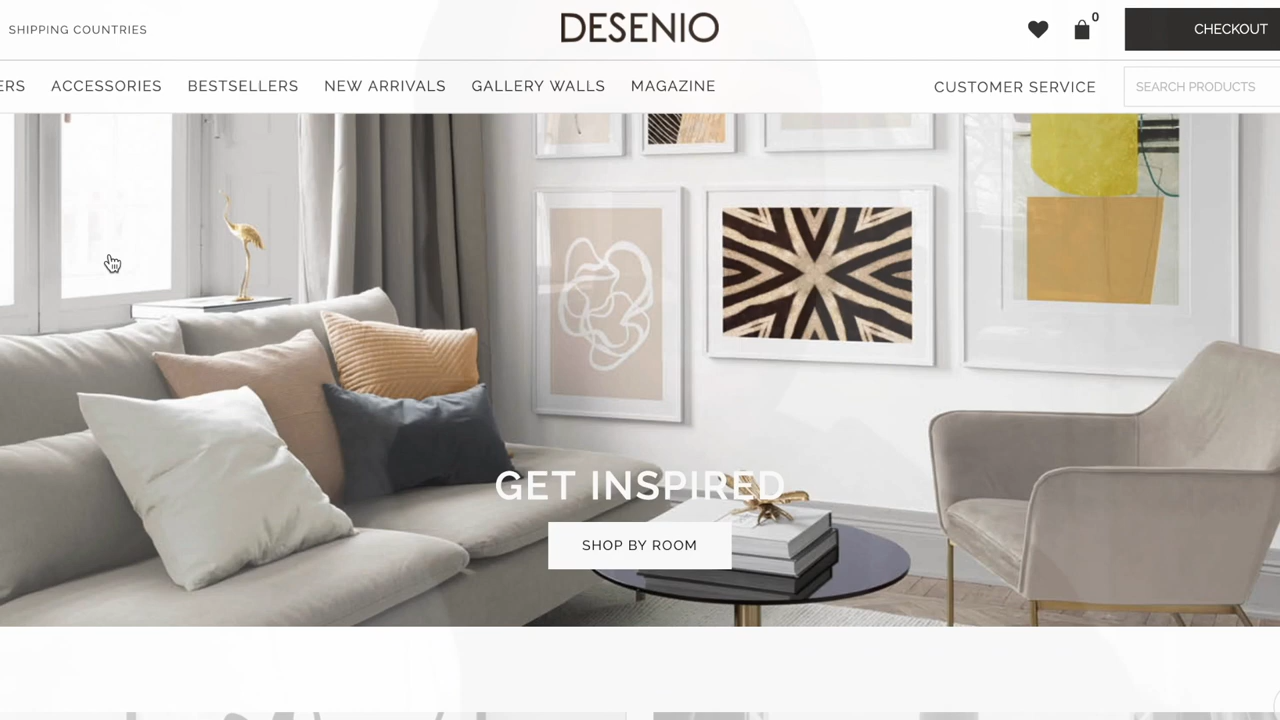 SHIPPING COUNTRIES
DESENIO
0
CHECKOUT
ERS ACCESSORIES BESTSELLERS NEW ARRIVALS GALLERY WALLS MAGAZINE
CUSTOMER SERVICE
SEARCH PRODUCTS
GET INSPIRED
SHOP BY ROOM